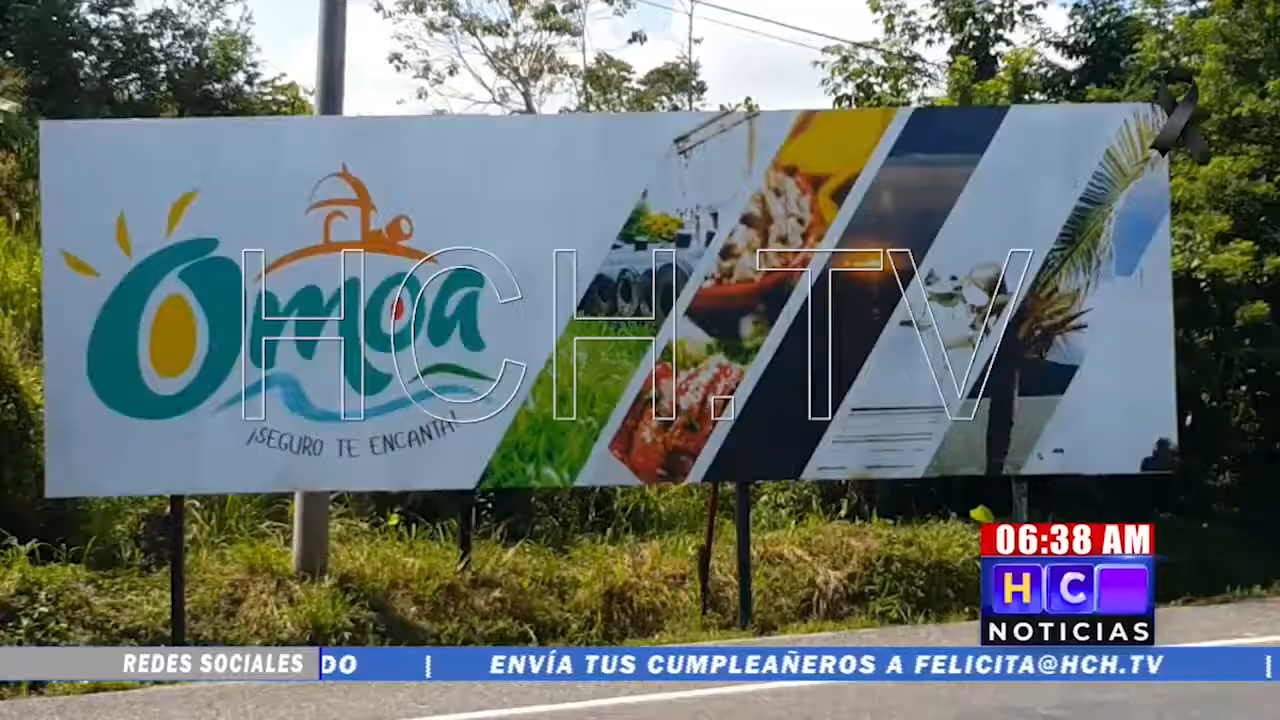 Omoa
¡SEGURO TE ENCANTA!
HCH.TV
06:38 AM
HC
NOTICIAS
REDES SOCIALES
DO | ENVÍA TUS CUMPLEAÑEROS A FELICITA@HCH.TV |